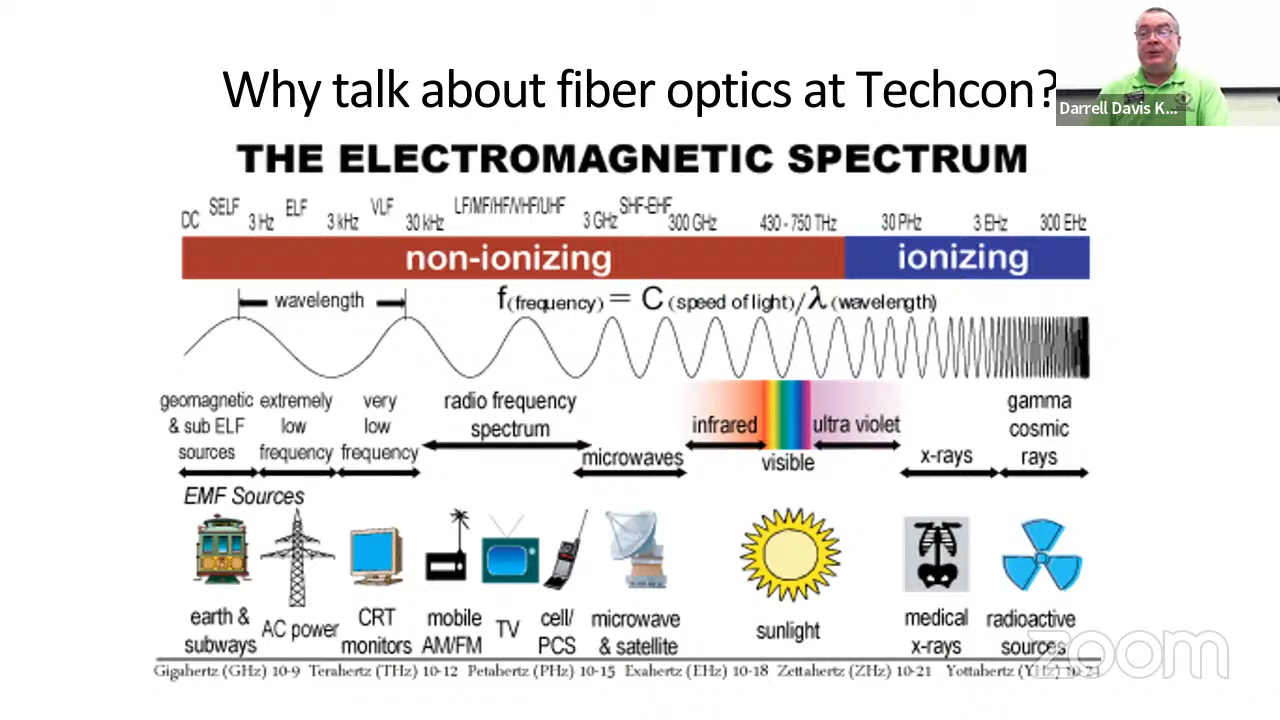 Why talk about fiber optics at Techcon?
Darrell Davis K...
THE ELECTROMAGNETIC SPECTRUM
DC SELF 3 Hz ELF 3 kHz VLF 30 kHz LF/MF/HF/VHF/UHF 3 GHz SHF-EHF 300 GHz 430 - 750 THz 30 PHz 3 EHz 300 EHz
non-ionizing ionizing
wavelength f(frequency) = C(speed of light)/λ(wavelength)
geomagnetic & sub ELF sources
extremely low frequency
very low frequency
radio frequency spectrum
microwaves
infrared
visible
ultra violet
x-rays
gamma cosmic rays
EMF Sources
earth & subways
AC power
CRT monitors
mobile AM/FM
TV
cell/ PCS
microwave & satellite
sunlight
medical x-rays
radioactive sources
Gigahertz (GHz) 10-9 Terahertz (THz) 10-12 Petahertz (PHz) 10-15 Exahertz (EHz) 10-18 Zettahertz (ZHz) 10-21 Yottahertz (YHz) 10-24
zoom